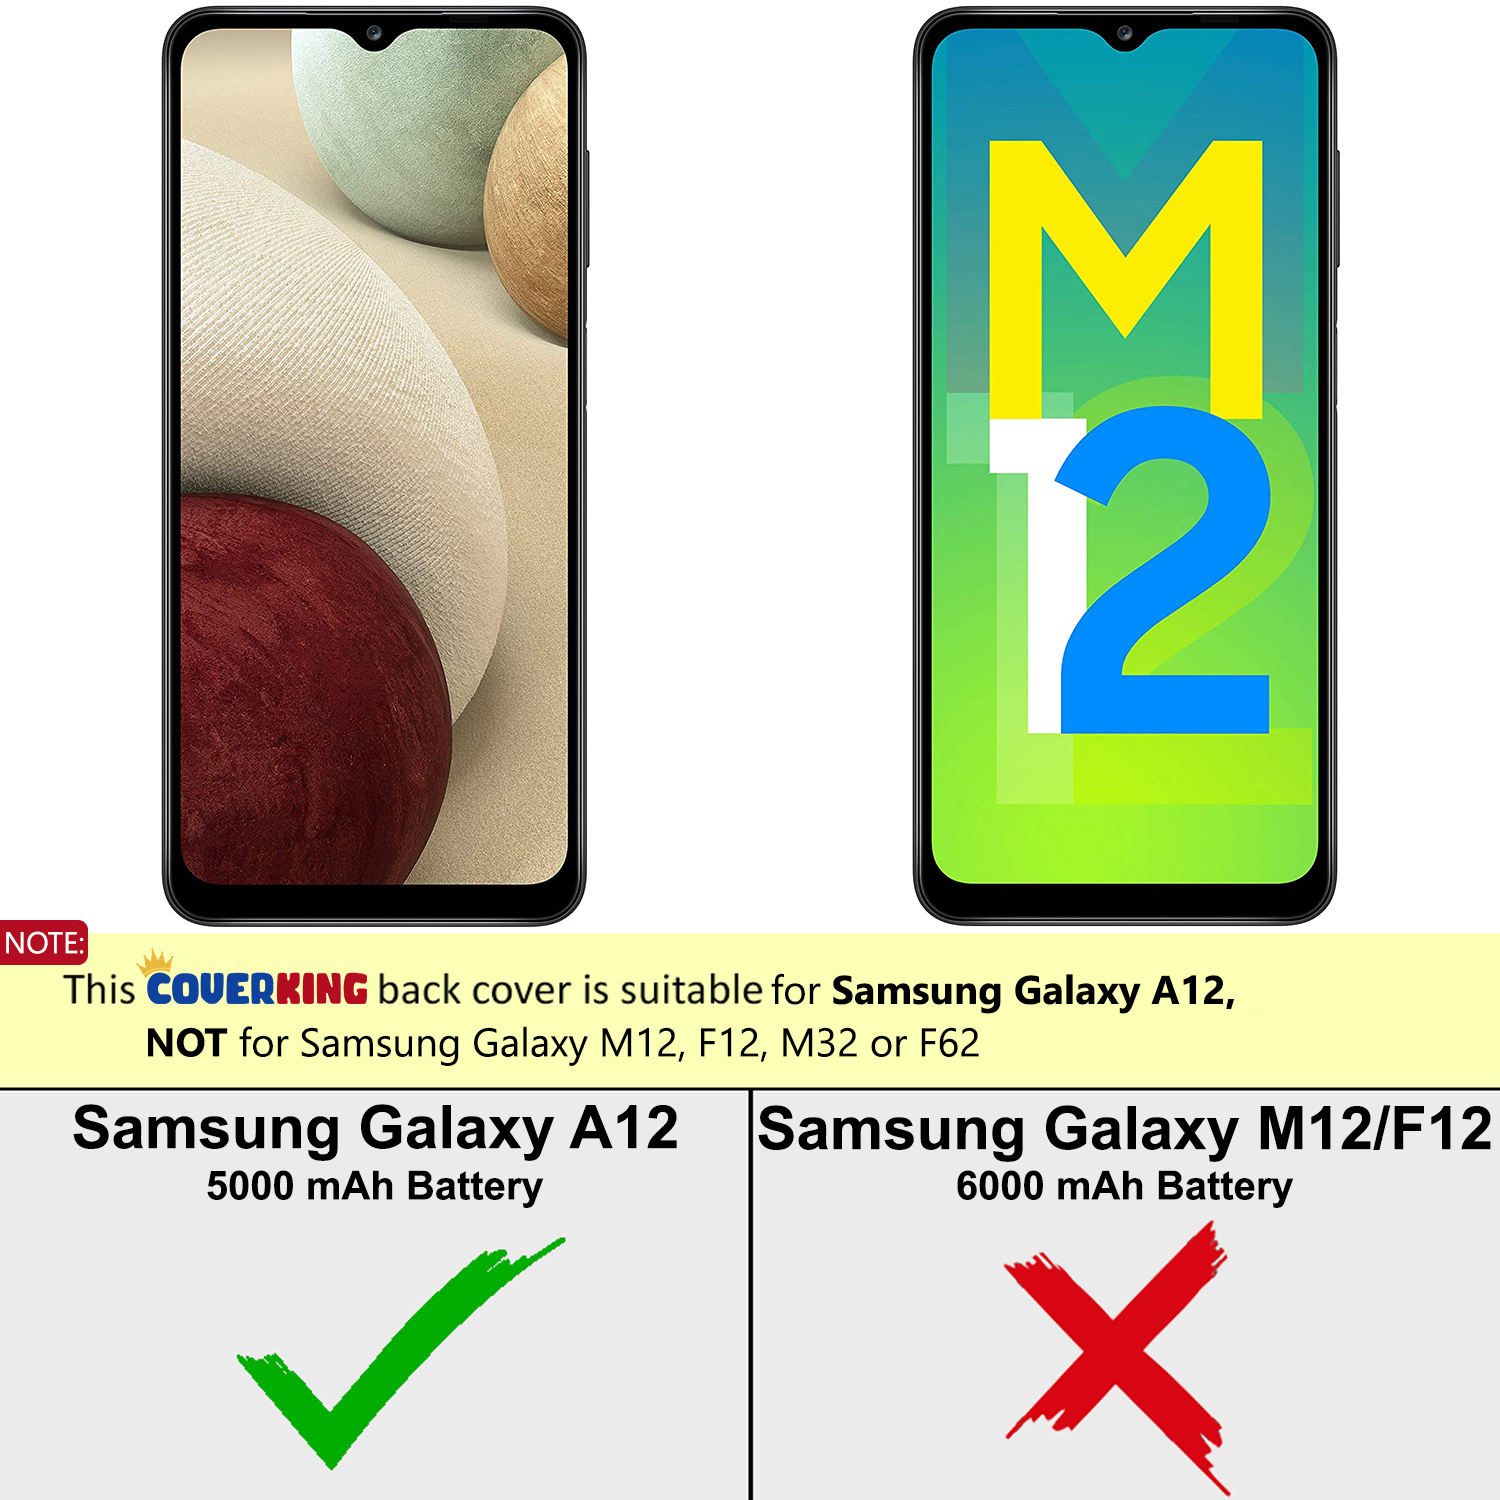 M
12
NOTE:
This COVERKING back cover is suitable for Samsung Galaxy A12,
NOT for Samsung Galaxy M12, F12, M32 or F62
Samsung Galaxy A12
5000 mAh Battery
Samsung Galaxy M12/F12
6000 mAh Battery